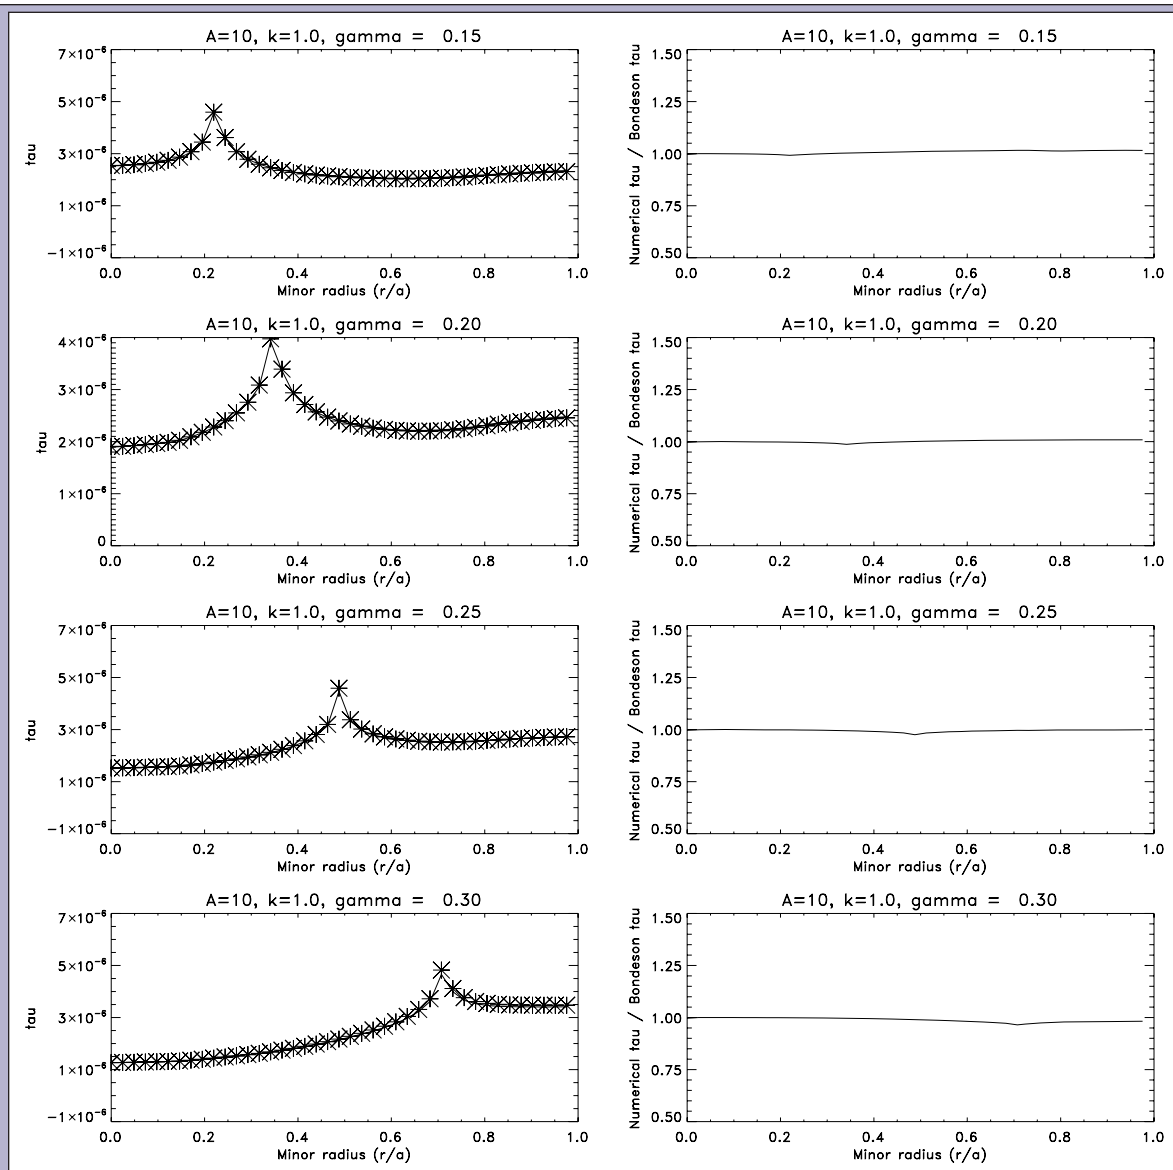 A=10, k=1.0, gamma = 0.15
7×10⁻⁶
5×10⁻⁶
3×10⁻⁶
1×10⁻⁶
−1×10⁻⁶
tau
0.0 0.2 0.4 0.6 0.8 1.0
Minor radius (r/a)
A=10, k=1.0, gamma = 0.15
1.50
1.25
1.00
0.75
0.50
Numerical tau / Bondeson tau
0.0 0.2 0.4 0.6 0.8 1.0
Minor radius (r/a)
A=10, k=1.0, gamma = 0.20
4×10⁻⁶
3×10⁻⁶
2×10⁻⁶
1×10⁻⁶
0
tau
0.0 0.2 0.4 0.6 0.8 1.0
Minor radius (r/a)
A=10, k=1.0, gamma = 0.20
1.50
1.25
1.00
0.75
0.50
Numerical tau / Bondeson tau
0.0 0.2 0.4 0.6 0.8 1.0
Minor radius (r/a)
A=10, k=1.0, gamma = 0.25
7×10⁻⁶
5×10⁻⁶
3×10⁻⁶
1×10⁻⁶
−1×10⁻⁶
tau
0.0 0.2 0.4 0.6 0.8 1.0
Minor radius (r/a)
A=10, k=1.0, gamma = 0.25
1.50
1.25
1.00
0.75
0.50
Numerical tau / Bondeson tau
0.0 0.2 0.4 0.6 0.8 1.0
Minor radius (r/a)
A=10, k=1.0, gamma = 0.30
7×10⁻⁶
5×10⁻⁶
3×10⁻⁶
1×10⁻⁶
−1×10⁻⁶
tau
0.0 0.2 0.4 0.6 0.8 1.0
Minor radius (r/a)
A=10, k=1.0, gamma = 0.30
1.50
1.25
1.00
0.75
0.50
Numerical tau / Bondeson tau
0.0 0.2 0.4 0.6 0.8 1.0
Minor radius (r/a)